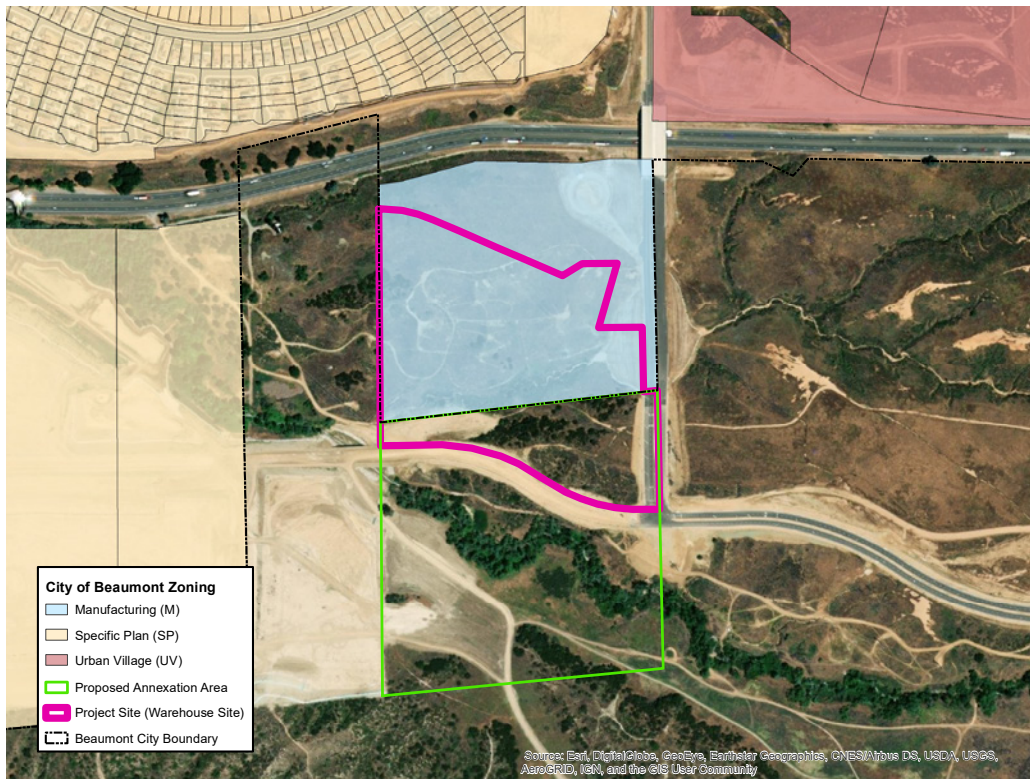 City of Beaumont Zoning
Manufacturing (M)
Specific Plan (SP)
Urban Village (UV)
Proposed Annexation Area
Project Site (Warehouse Site)
Beaumont City Boundary
Source: Esri, DigitalGlobe, GeoEye, Earthstar Geographics, CNES/Airbus DS, USDA, USGS,
AeroGRID, IGN, and the GIS User Community